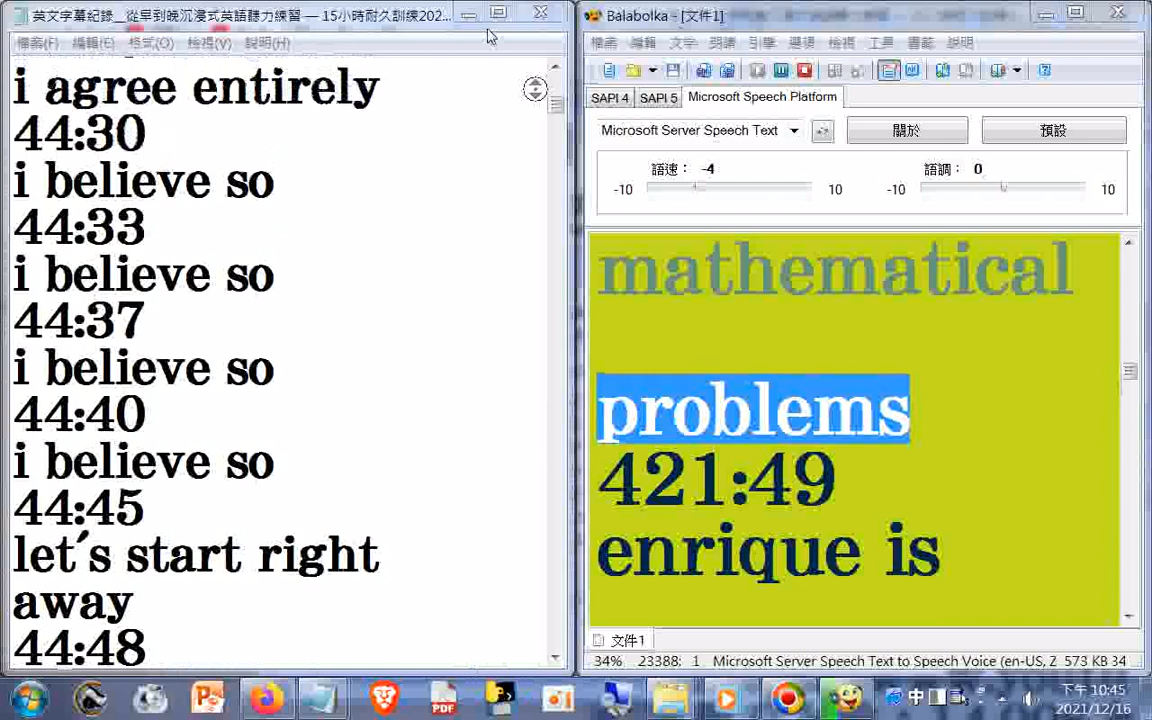 英文字幕紀錄__從早到晚沉浸式英語聽力練習 — 15小時耐久訓練202...
檔案(F) 編輯(E) 格式(O) 檢視(V) 說明(H)
i agree entirely
44:30
i believe so
44:33
i believe so
44:37
i believe so
44:40
i believe so
44:45
let's start right
away
44:48
Balabolka - [文件1]
檔案 編輯 文字 朗讀 引擎 選項 檢視 工具 書籤 說明
SAPI 4 SAPI 5 Microsoft Speech Platform
Microsoft Server Speech Text 關於 預設
語速： -4 語調： 0
-10 10 -10 10
mathematical
problems
421:49
enrique is
文件1
34% 23388: 1 Microsoft Server Speech Text to Speech Voice (en-US, Z 573 KB 34
PDF 中 下午 10:45
2021/12/16